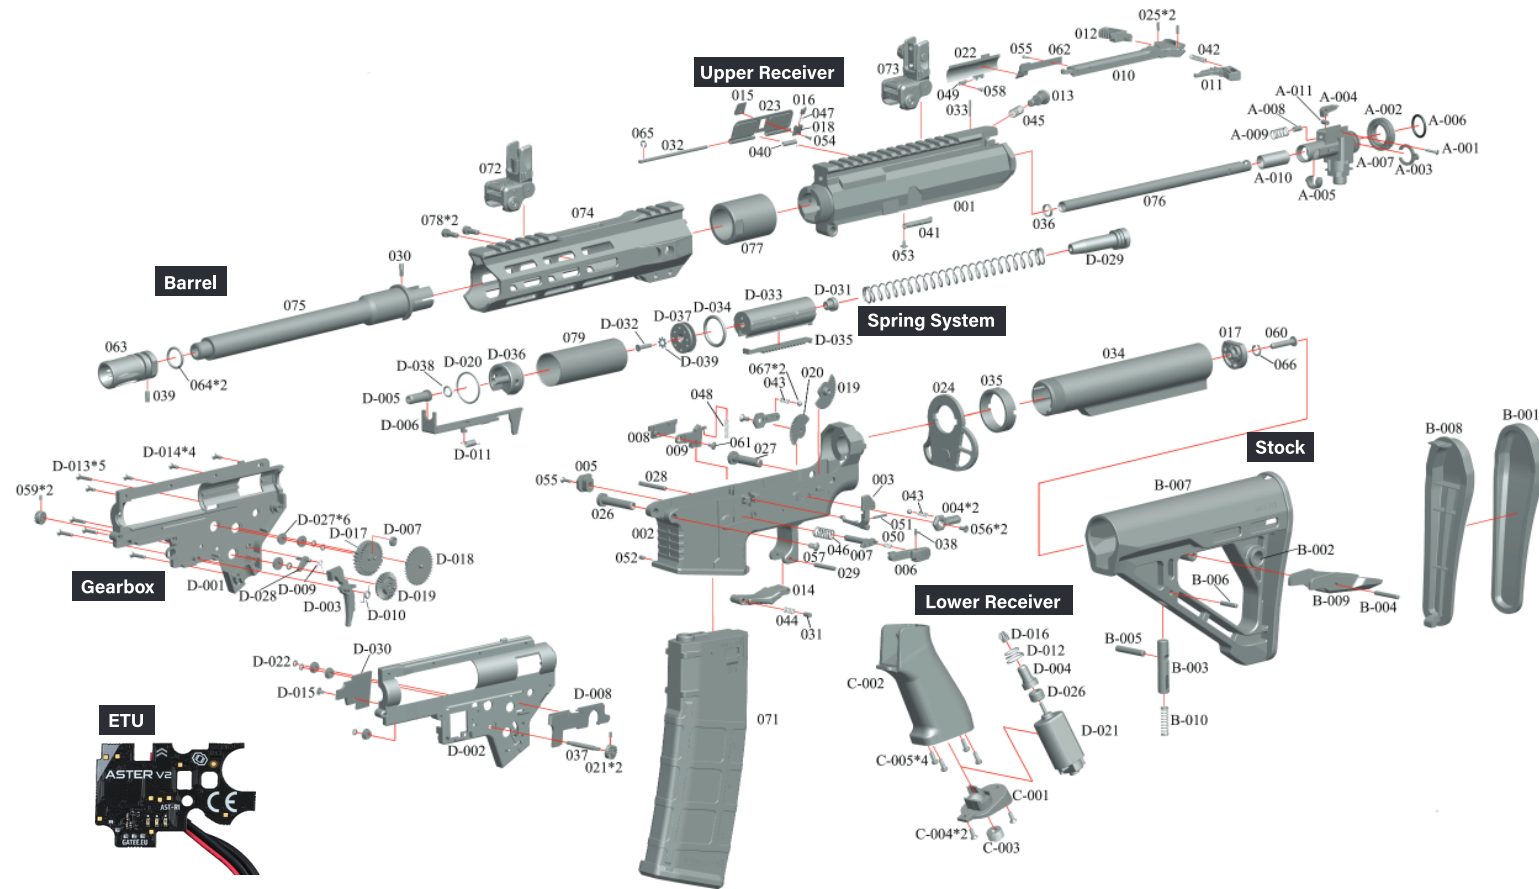 012
025*2
042
010
011
022
055
062
073
049
058
033
013
045
Upper Receiver
015
023
016
047
018
054
065
032
040
A-011
A-004
A-008
A-002
A-009
A-006
A-001
A-007
A-003
A-010
A-005
072
074
078*2
001
041
053
036
076
077
030
Barrel
075
D-029
D-033
D-031
D-034
D-037
Spring System
D-032
D-035
D-039
079
D-036
D-020
D-038
D-005
D-006
D-011
063
064*2
039
017
060
066
034
035
024
067*2
020
019
043
048
008
009
061
027
B-001
B-008
Stock
B-007
D-014*4
D-013*5
059*2
D-027*6
D-017
D-007
D-018
D-001
D-028
D-009
D-019
D-003
D-010
Gearbox
055
005
028
026
002
052
003
043
004*2
051
050
056*2
038
046
007
057
006
029
014
044
031
Lower Receiver
B-002
B-006
B-009
B-004
B-005
B-003
B-010
D-016
D-012
D-004
D-026
D-021
C-002
C-005*4
C-001
C-004*2
C-003
D-022
D-030
D-015
D-008
D-002
037
021*2
071
ETU
ASTER V2
AST-R1
CE
GATEE.EU